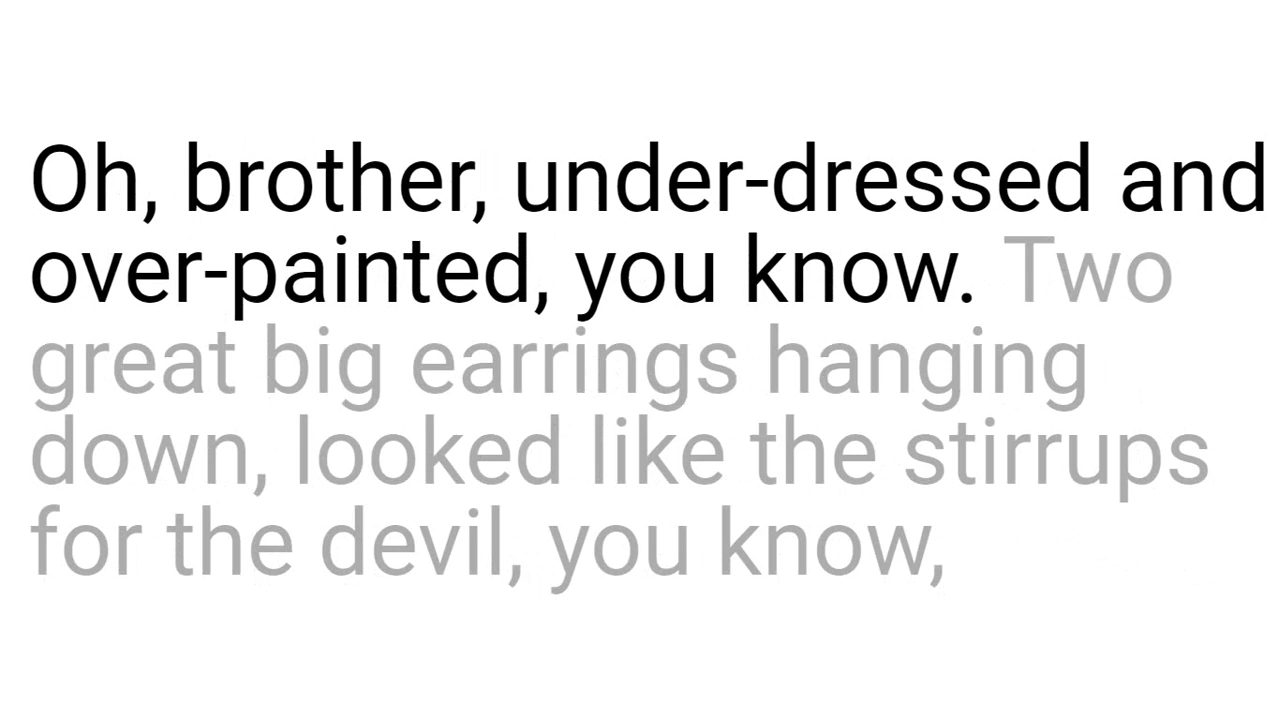 Oh, brother, under-dressed and
over-painted, you know. Two
great big earrings hanging
down, looked like the stirrups
for the devil, you know,